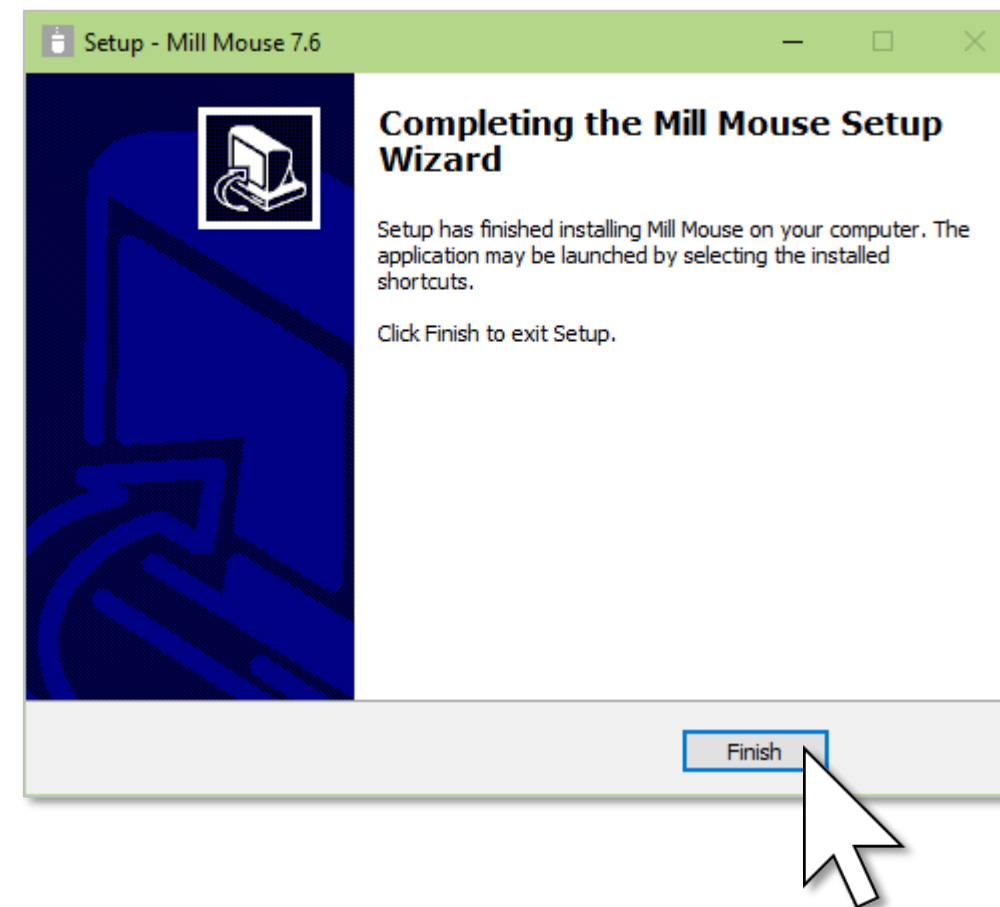 Setup - Mill Mouse 7.6
Completing the Mill Mouse Setup
Wizard
Setup has finished installing Mill Mouse on your computer. The
application may be launched by selecting the installed
shortcuts.
Click Finish to exit Setup.
Finish